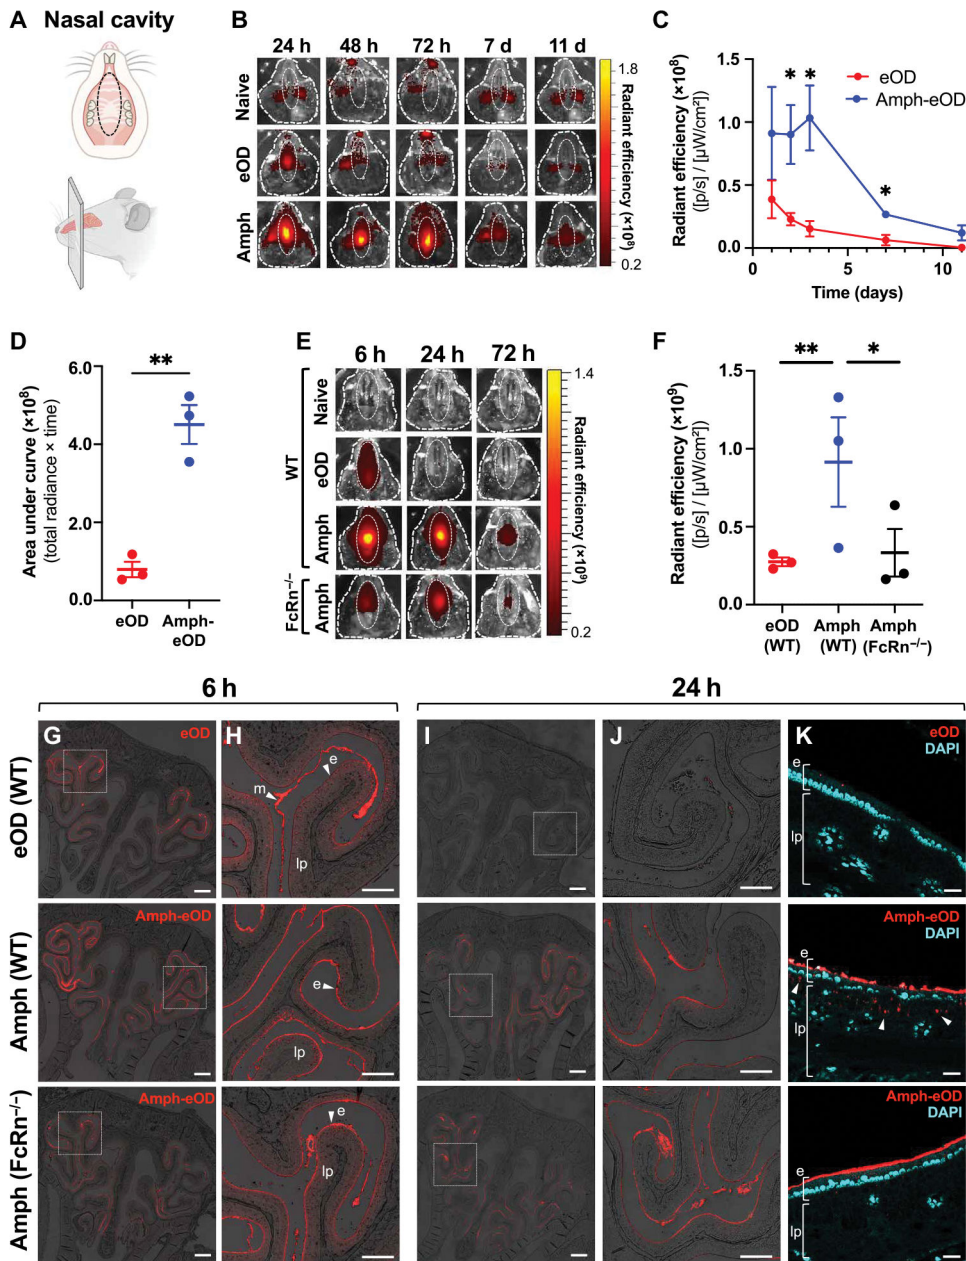 A Nasal cavity
B
24 h 48 h 72 h 7 d 11 d
Naive
eOD
Amph
1.8
Radiant efficiency (×10⁸)
0.2
C
Radiant efficiency (×10⁸)
([p/s] / [µW/cm²])
1.5
1.0
0.5
0.0
* *
*
eOD
Amph-eOD
0 5 10
Time (days)
D
Area under curve (×10⁸)
(total radiance × time)
6.0
4.0
2.0
0.0
**
eOD
Amph-
eOD
E
6 h 24 h 72 h
WT
Naive
eOD
Amph
FcRn⁻/⁻
Amph
1.4
Radiant efficiency (×10⁹)
0.2
F
Radiant efficiency (×10⁹)
([p/s] / [µW/cm²])
1.5
1.0
0.5
0.0
** *
eOD
(WT)
Amph
(WT)
Amph
(FcRn⁻/⁻)
6 h
24 h
eOD (WT)
G eOD
H
e
m
lp
I
J
K eOD
DAPI
e
lp
Amph (WT)
Amph-eOD
e
lp
Amph-eOD
DAPI
e
lp
Amph (FcRn⁻/⁻)
Amph-eOD
e
lp
Amph-eOD
DAPI
e
lp